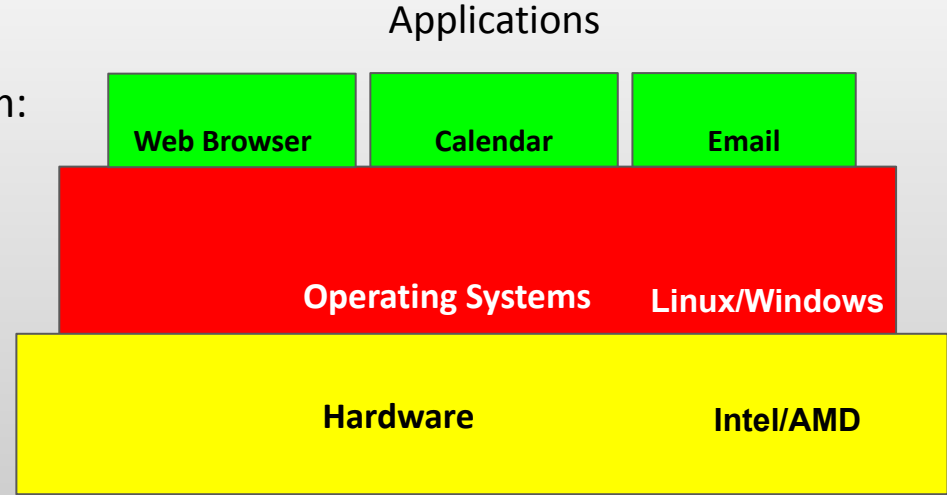 Applications
n:
Web Browser Calendar Email
Operating Systems Linux/Windows
Hardware Intel/AMD